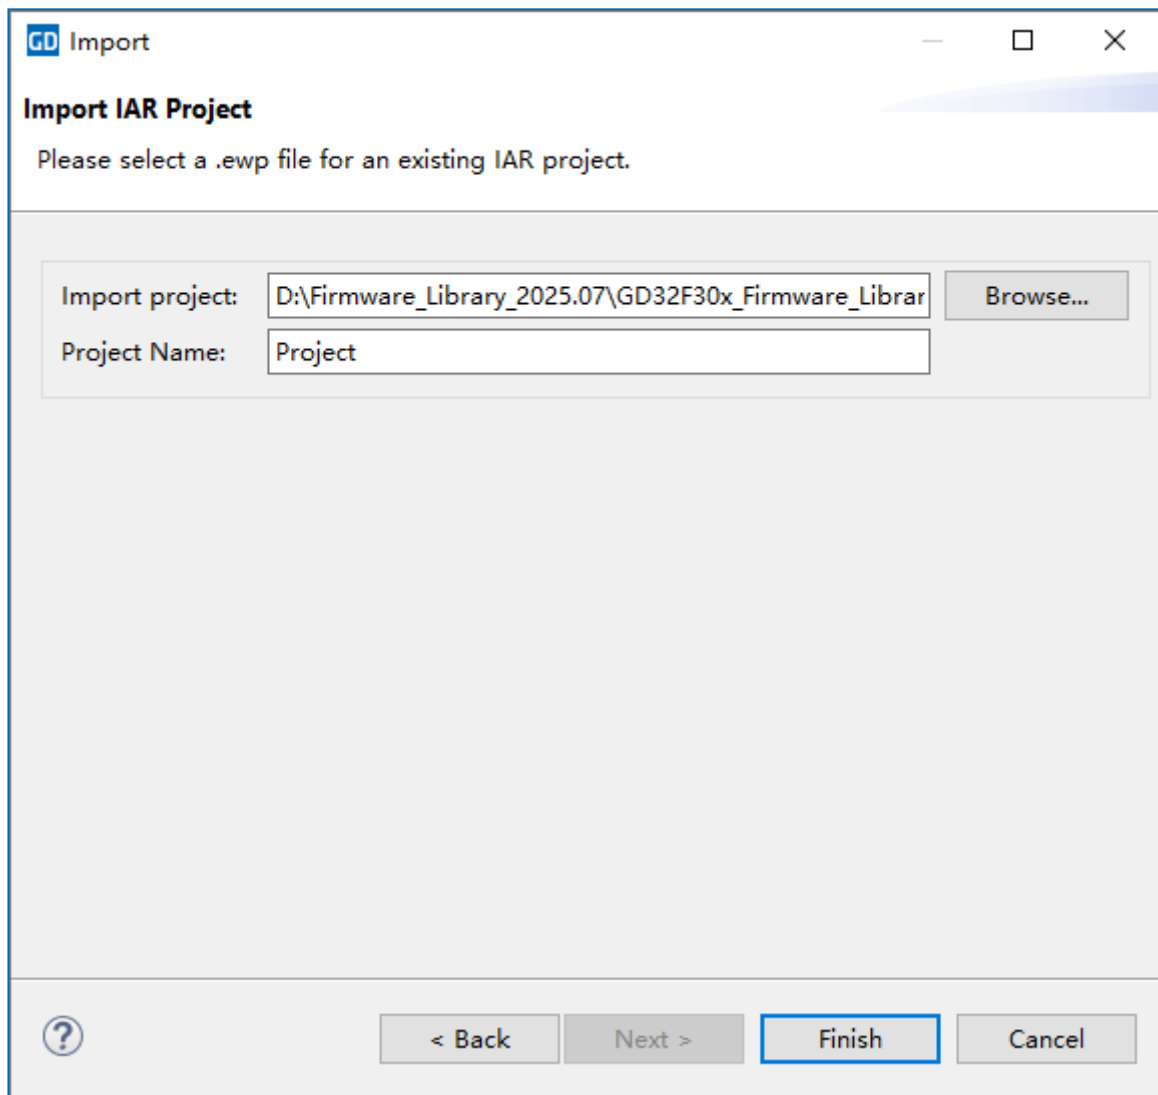 GD Import
Import IAR Project
Please select a .ewp file for an existing IAR project.
Import project: D:\Firmware_Library_2025.07\GD32F30x_Firmware_Librar Browse...
Project Name: Project
? < Back Next > Finish Cancel